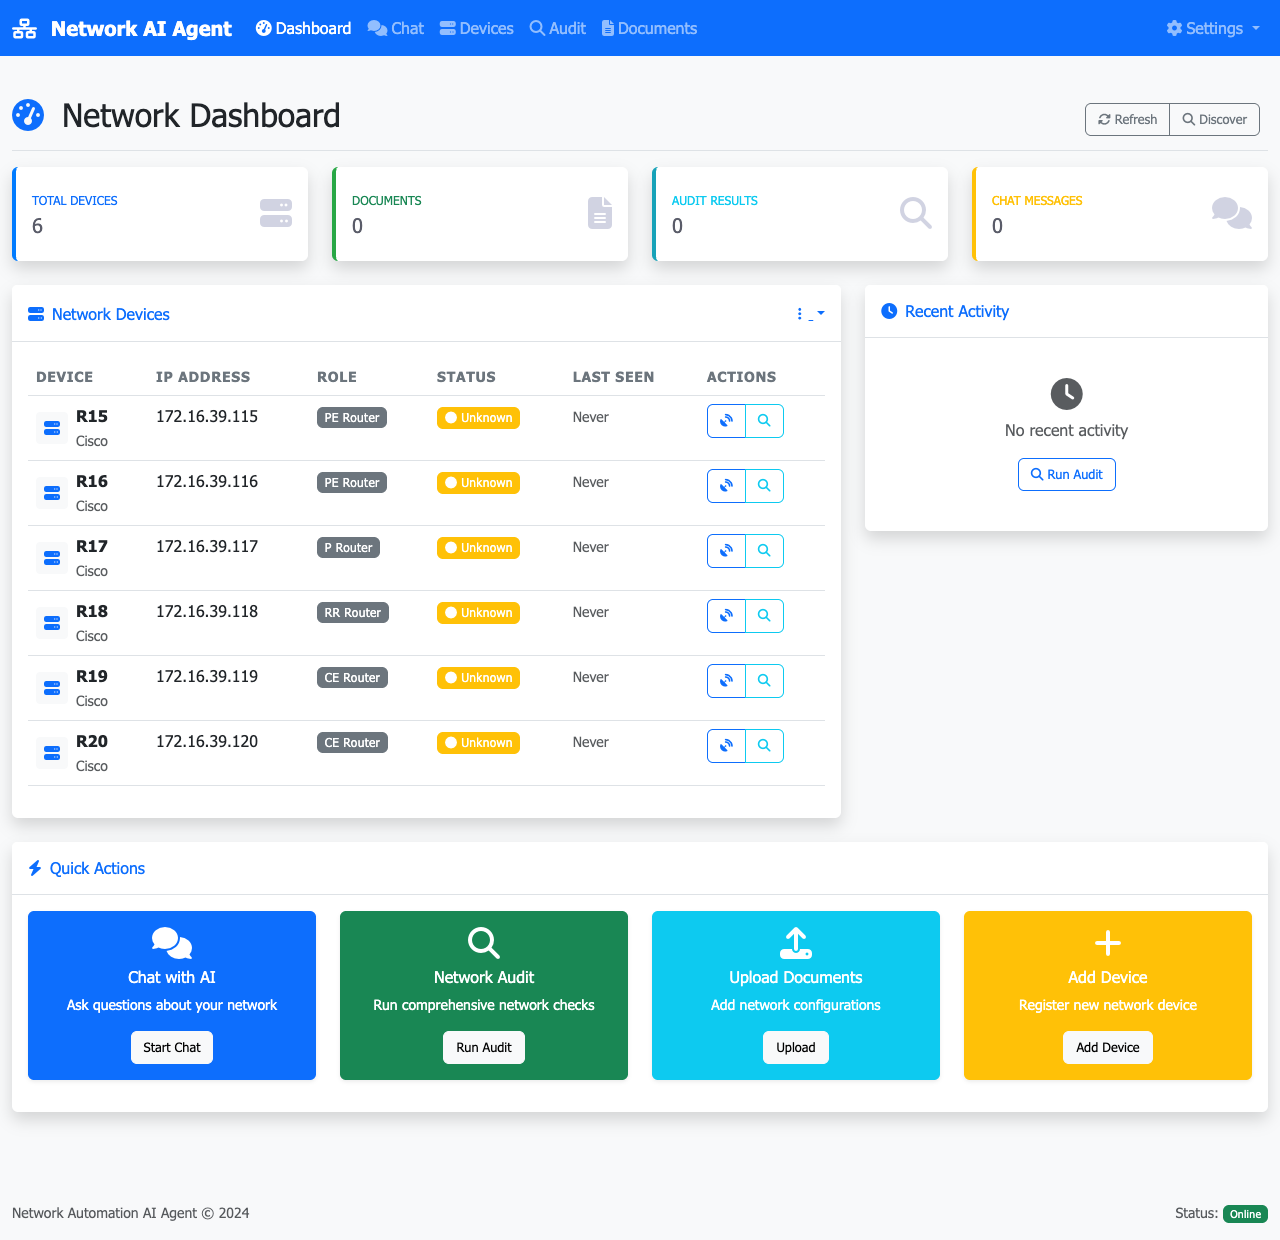 Network AI Agent Dashboard Chat Devices Audit Documents Settings
Network Dashboard
Refresh Discover
TOTAL DEVICES
6
DOCUMENTS
0
AUDIT RESULTS
0
CHAT MESSAGES
0
Network Devices
DEVICE IP ADDRESS ROLE STATUS LAST SEEN ACTIONS
R15 172.16.39.115 PE Router Unknown Never
Cisco
R16 172.16.39.116 PE Router Unknown Never
Cisco
R17 172.16.39.117 P Router Unknown Never
Cisco
R18 172.16.39.118 RR Router Unknown Never
Cisco
R19 172.16.39.119 CE Router Unknown Never
Cisco
R20 172.16.39.120 CE Router Unknown Never
Cisco
Recent Activity
No recent activity
Run Audit
Quick Actions
Chat with AI
Ask questions about your network
Start Chat
Network Audit
Run comprehensive network checks
Run Audit
Upload Documents
Add network configurations
Upload
Add Device
Register new network device
Add Device
Network Automation AI Agent © 2024
Status: Online